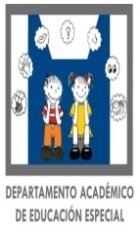 ?
DEPARTAMENTO ACADÉMICO
DE EDUCACIÓN ESPECIAL